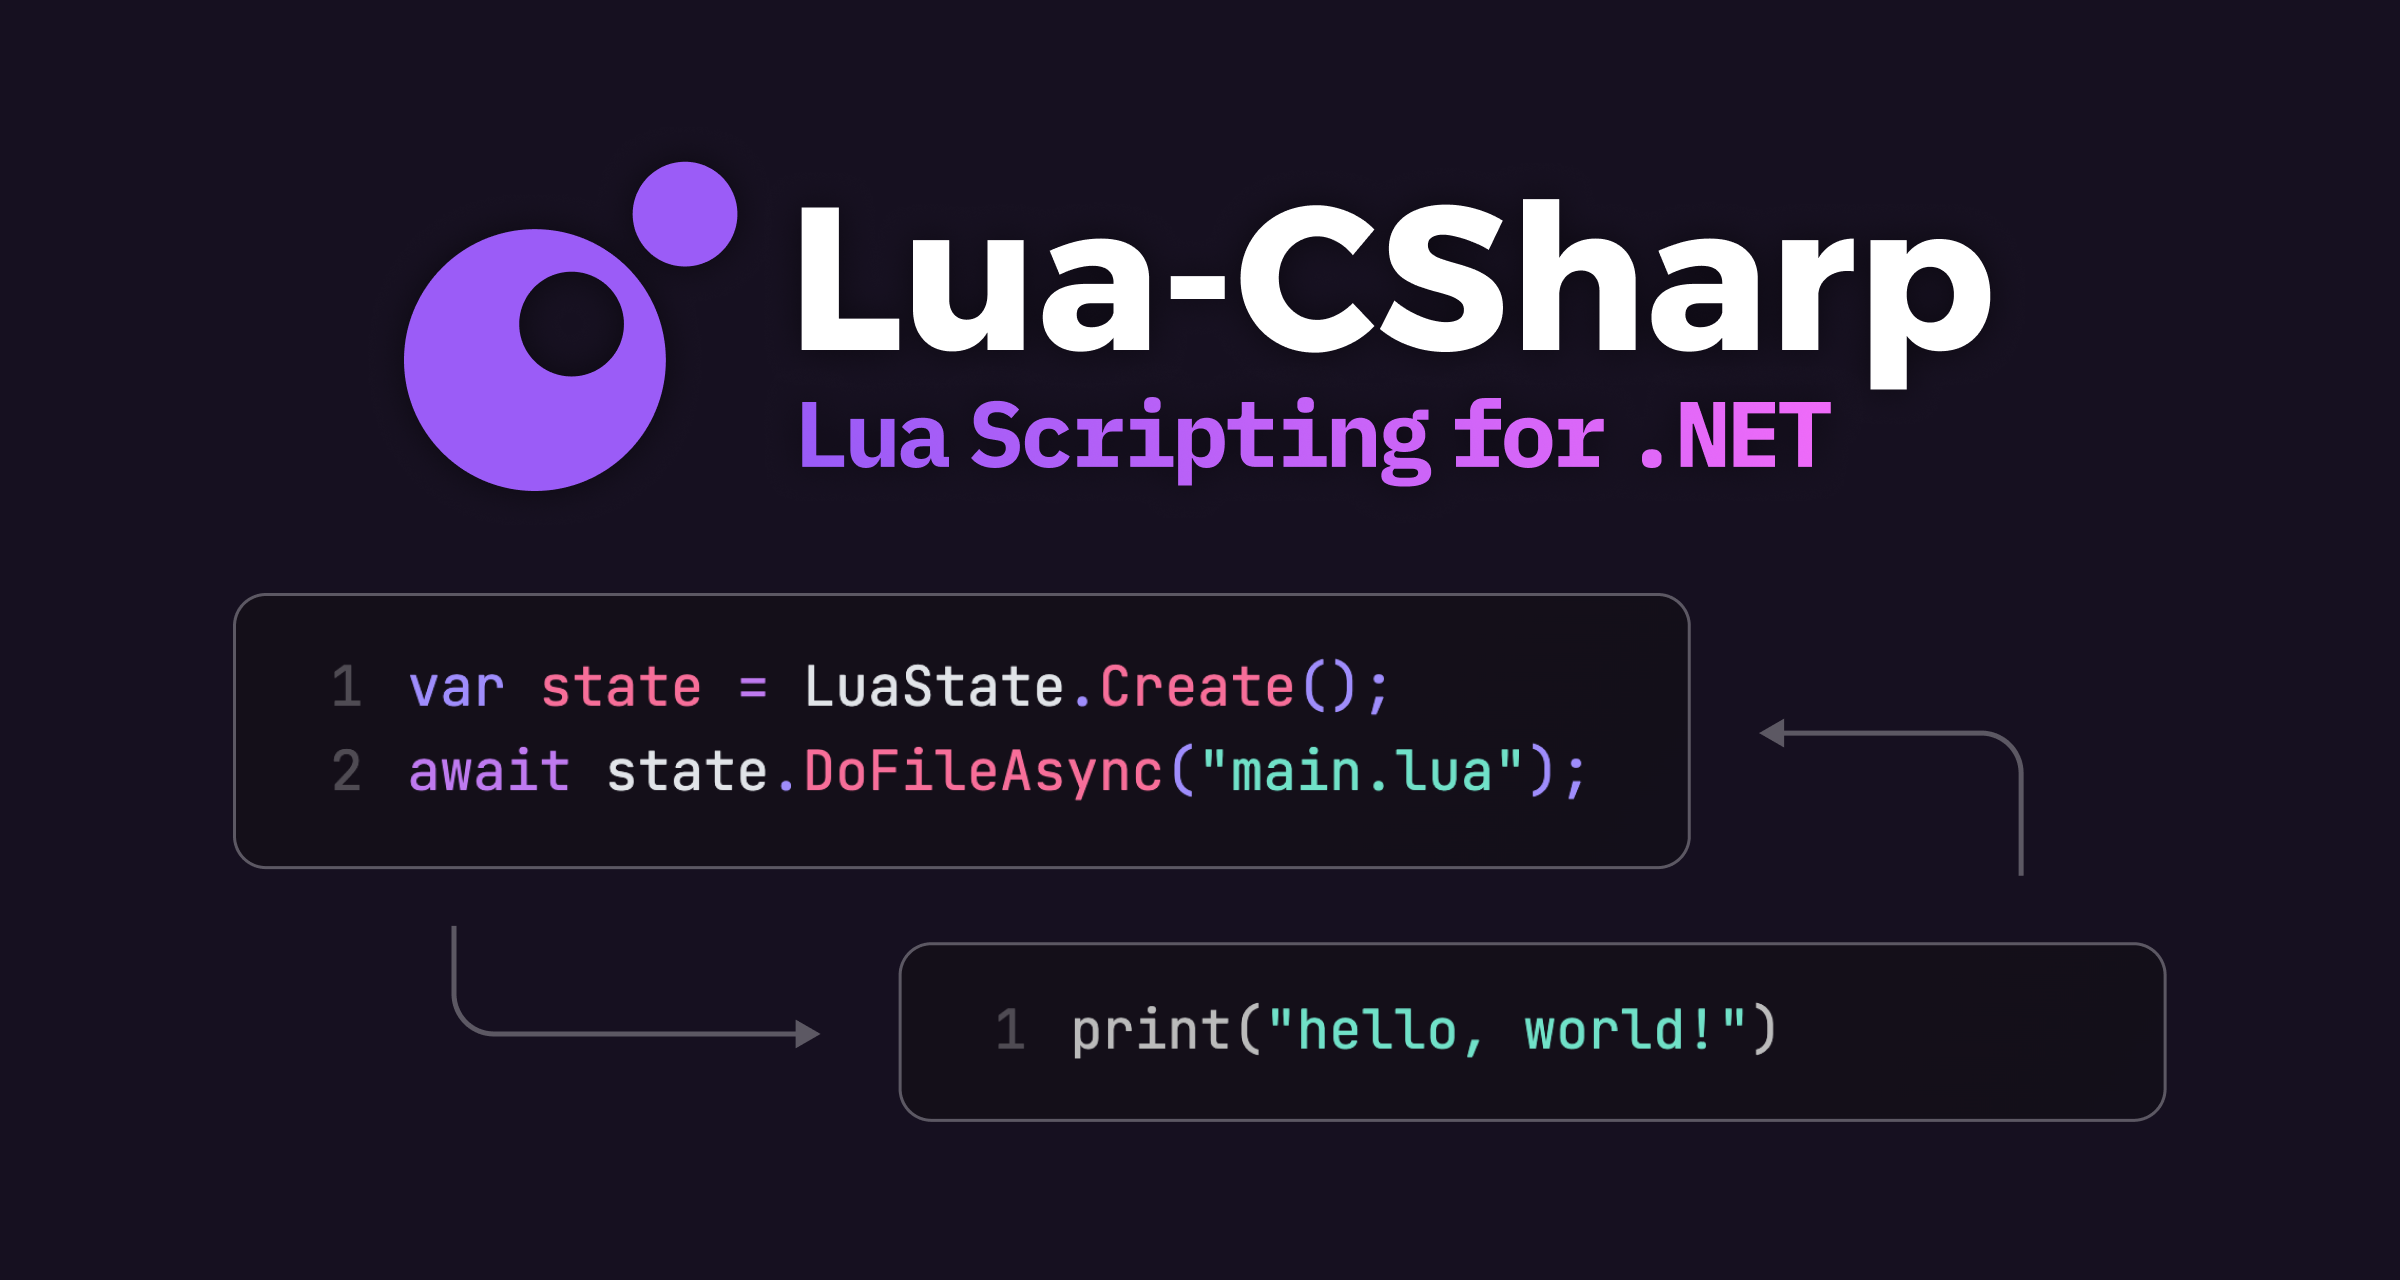 Lua-CSharp
Lua Scripting for .NET
1 var state = LuaState.Create();
2 await state.DoFileAsync("main.lua");
1 print("hello, world!")